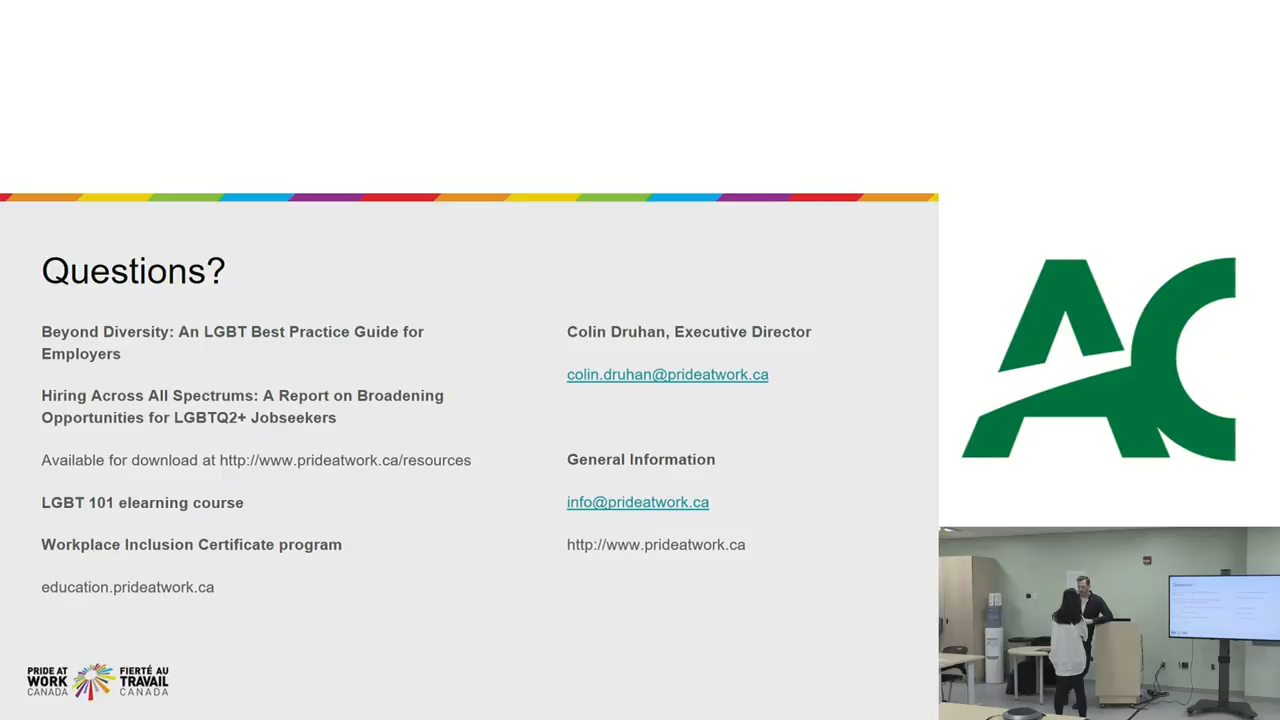 Questions?
Beyond Diversity: An LGBT Best Practice Guide for
Employers
Hiring Across All Spectrums: A Report on Broadening
Opportunities for LGBTQ2+ Jobseekers
Available for download at http://www.prideatwork.ca/resources
LGBT 101 elearning course
Workplace Inclusion Certificate program
education.prideatwork.ca
Colin Druhan, Executive Director
colin.druhan@prideatwork.ca
General Information
info@prideatwork.ca
http://www.prideatwork.ca
PRIDE AT
WORK
CANADA
FIERTÉ AU
TRAVAIL
CANADA
AC